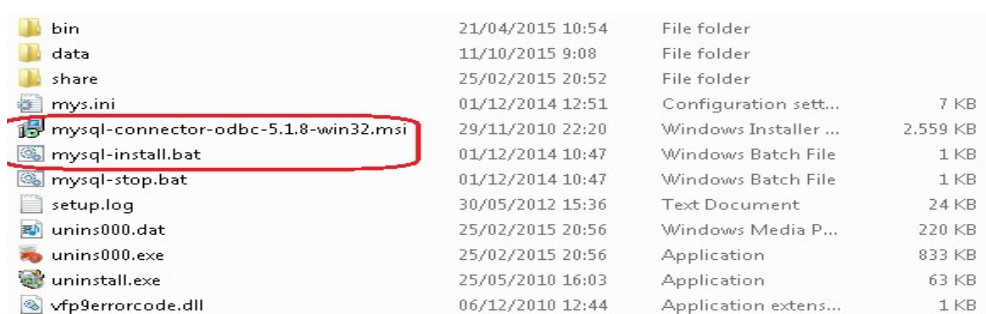 bin 21/04/2015 10:54 File folder
data 11/10/2015 9:08 File folder
share 25/02/2015 20:52 File folder
mys.ini 01/12/2014 12:51 Configuration sett... 7 KB
mysql-connector-odbc-5.1.8-win32.msi 29/11/2010 22:20 Windows Installer ... 2.559 KB
mysql-install.bat 01/12/2014 10:47 Windows Batch File 1 KB
mysql-stop.bat 01/12/2014 10:47 Windows Batch File 1 KB
setup.log 30/05/2012 15:36 Text Document 24 KB
unins000.dat 25/02/2015 20:56 Windows Media P... 220 KB
unins000.exe 25/02/2015 20:56 Application 833 KB
uninstall.exe 25/05/2010 16:03 Application 63 KB
vfp9errorcode.dll 06/12/2010 12:44 Application extens... 1 KB